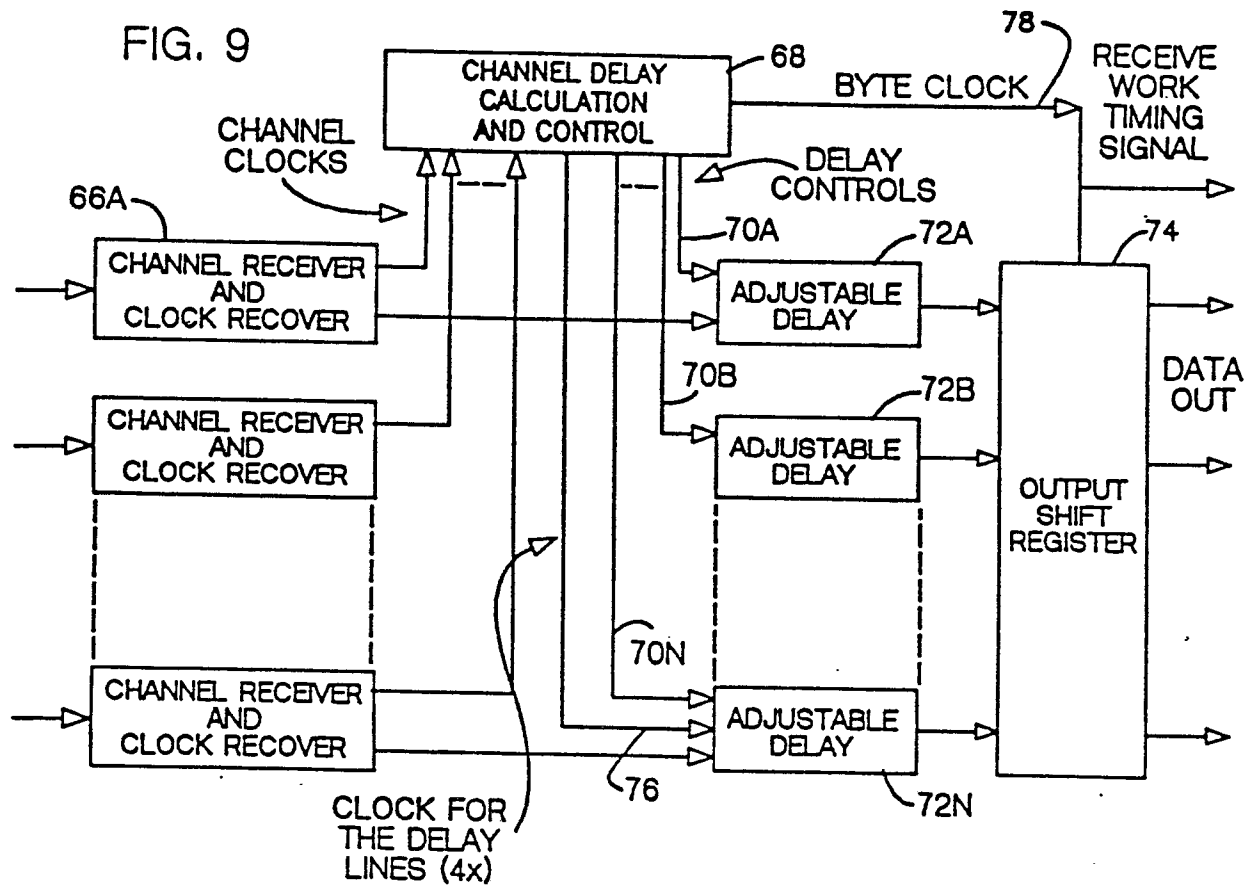 FIG. 9
CHANNEL DELAY
CALCULATION
AND CONTROL
68
78
BYTE CLOCK
RECEIVE
WORK
TIMING
SIGNAL
CHANNEL
CLOCKS
DELAY
CONTROLS
66A
CHANNEL RECEIVER
AND
CLOCK RECOVER
70A
72A
ADJUSTABLE
DELAY
74
70B
72B
DATA
OUT
CHANNEL RECEIVER
AND
CLOCK RECOVER
ADJUSTABLE
DELAY
OUTPUT
SHIFT
REGISTER
70N
CHANNEL RECEIVER
AND
CLOCK RECOVER
ADJUSTABLE
DELAY
76
72N
CLOCK FOR
THE DELAY
LINES (4x)